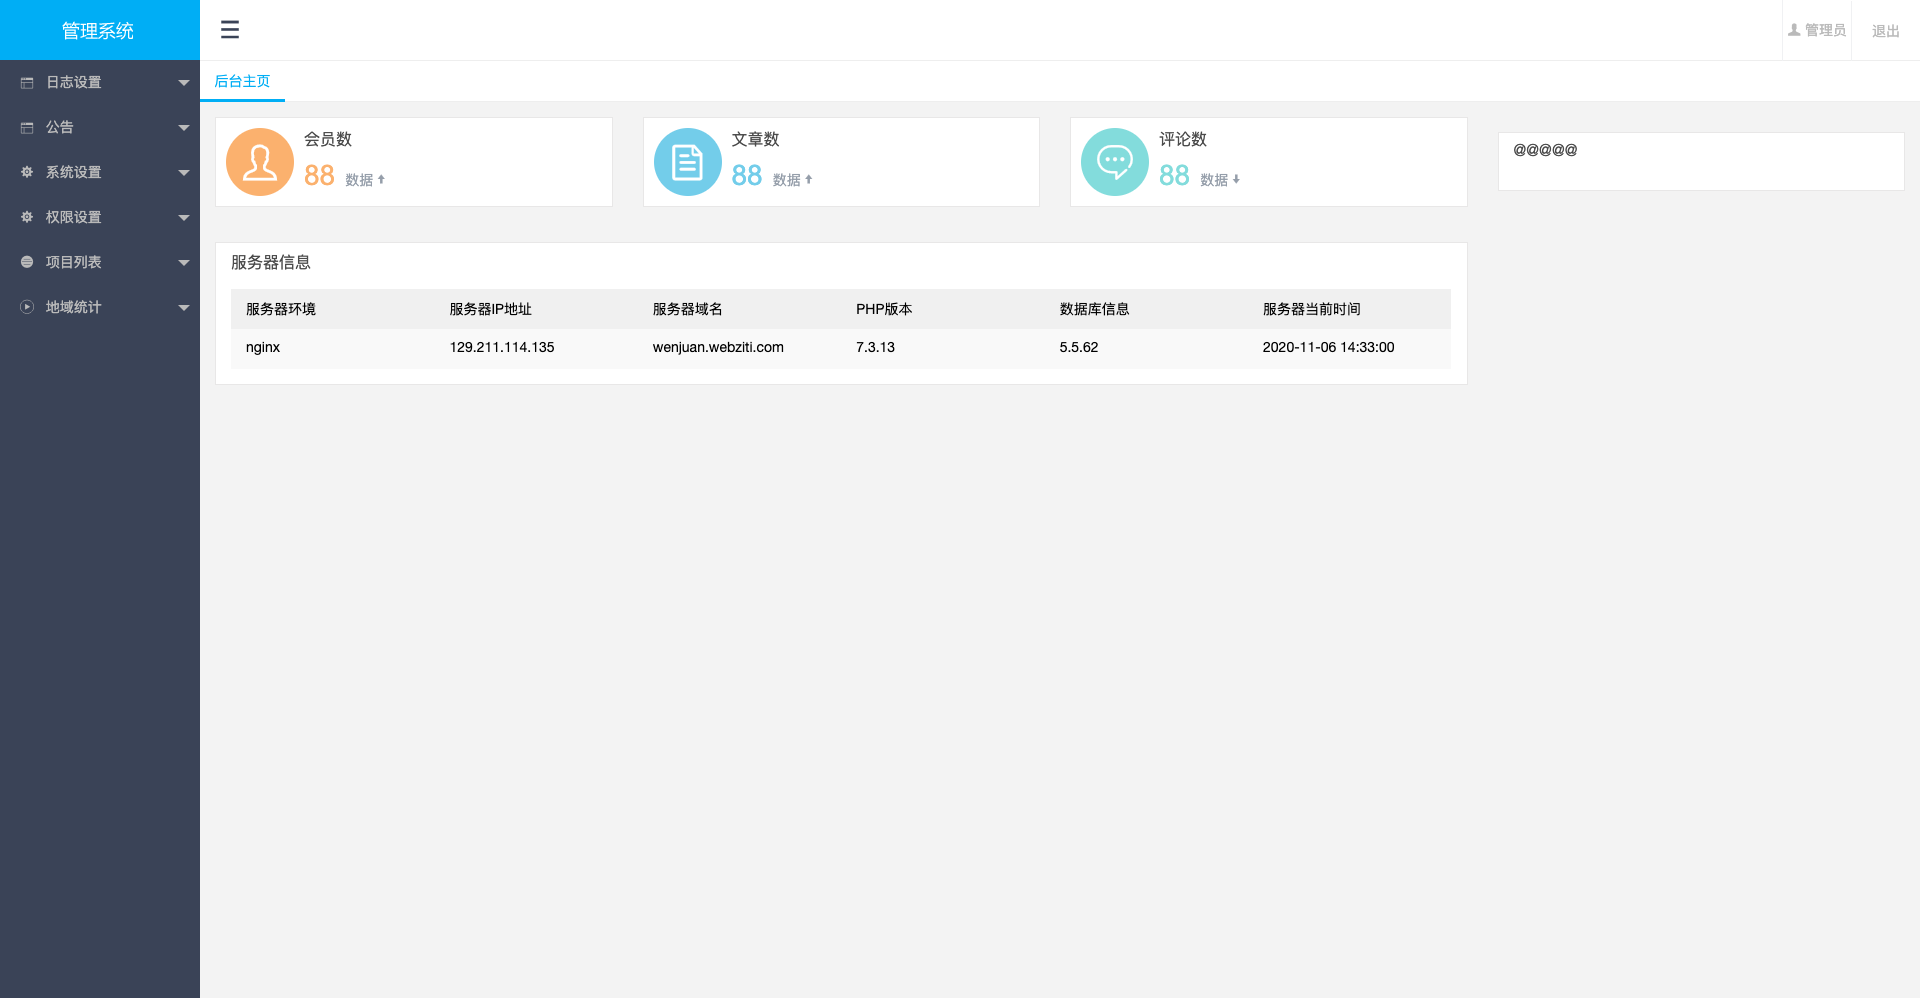 管理系统
管理员
退出
日志设置
公告
系统设置
权限设置
项目列表
地域统计
后台主页
会员数
88 数据
文章数
88 数据
评论数
88 数据
@@@@@
服务器信息
服务器环境 服务器IP地址 服务器域名 PHP版本 数据库信息 服务器当前时间
nginx 129.211.114.135 wenjuan.webziti.com 7.3.13 5.5.62 2020-11-06 14:33:00